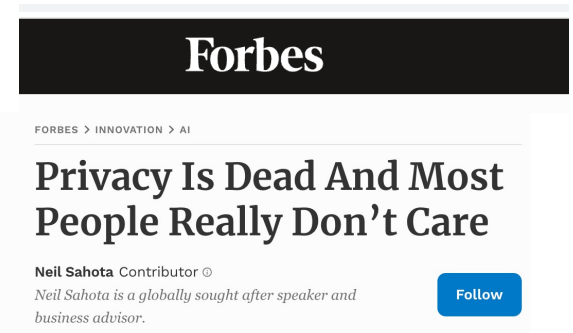 Forbes
FORBES > INNOVATION > AI
Privacy Is Dead And Most
People Really Don’t Care
Neil Sahota Contributor
Neil Sahota is a globally sought after speaker and
business advisor.
Follow